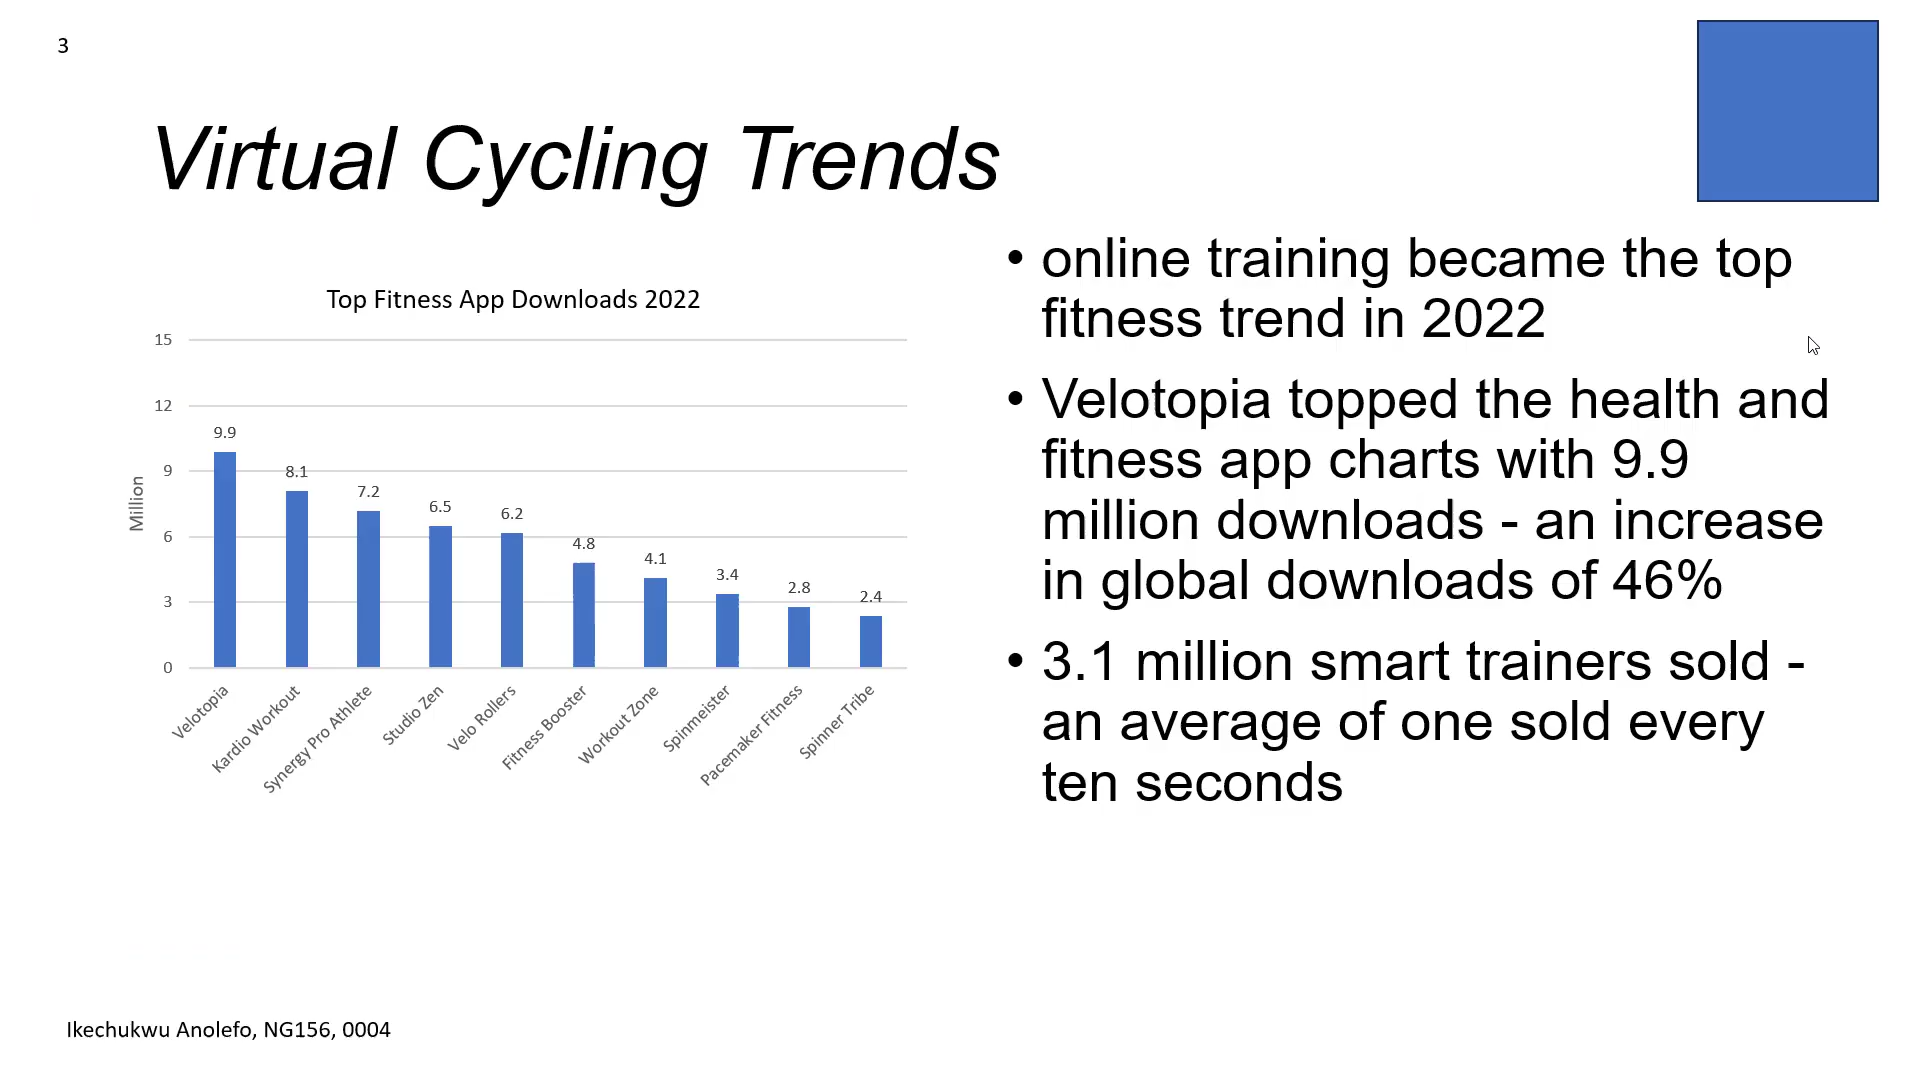 3
Virtual Cycling Trends
Top Fitness App Downloads 2022
15
12
9
6
3
0
Million
9.9
8.1
7.2
6.5
6.2
4.8
4.1
3.4
2.8
2.4
Velotopia
Kardio Workout
Synergy Pro Athlete
Studio Zen
Velo Rollers
Fitness Booster
Workout Zone
Spinmeister
Pacemaker Fitness
Spinner Tribe
• online training became the top
fitness trend in 2022
• Velotopia topped the health and
fitness app charts with 9.9
million downloads - an increase
in global downloads of 46%
• 3.1 million smart trainers sold -
an average of one sold every
ten seconds
Ikechukwu Anolefo, NG156, 0004